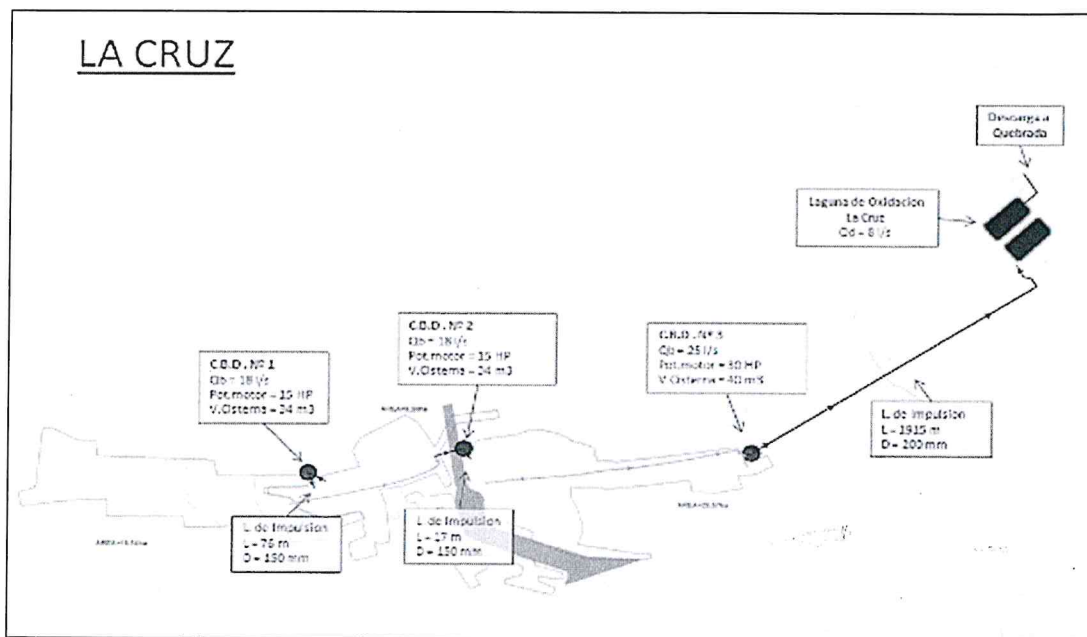 LA CRUZ
Descarga a
Quebrada
Laguna de Oxidacion
La Cruz
Qd = 8 l/s
C.B.D. Nº 2
Qb = 18 l/s
Pot.motor = 15 HP
V.Cisterna = 24 m3
C.B.D. Nº 3
Qb = 25 l/s
Pot.motor = 30 HP
V.Cisterna = 40 m3
C.B.D. Nº 1
Qb = 18 l/s
Pot.motor = 15 HP
V.Cisterna = 24 m3
L. de Impulsion
L = 1915 m
D = 200 mm
L. de Impulsion
L = 76 m
D = 150 mm
L. de Impulsion
L = 17 m
D = 150 mm